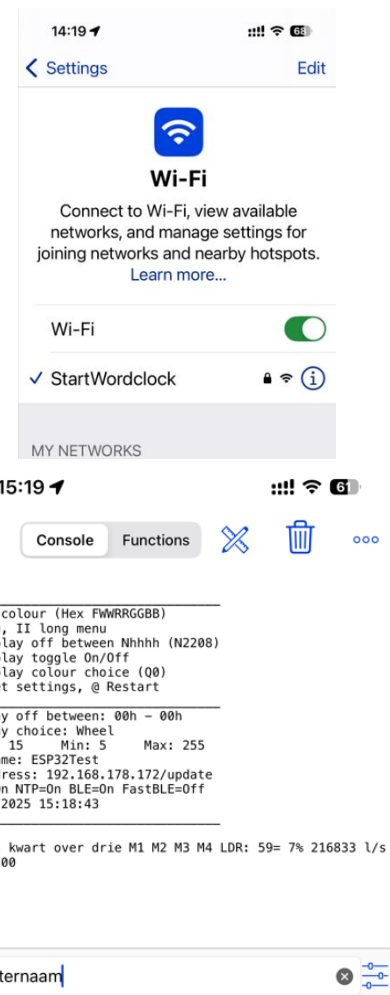 14:19
68
Settings
Edit
Wi-Fi
Connect to Wi-Fi, view available
networks, and manage settings for
joining networks and nearby hotspots.
Learn more...
Wi-Fi
StartWordclock
MY NETWORKS
15:19
61
Console Functions
colour (Hex FWWRRGGBB)
, II long menu
lay off between Nhhhh (N2208)
lay toggle On/Off
lay colour choice (Q0)
t settings, @ Restart
y off between: 00h - 00h
y choice: Wheel
15 Min: 5 Max: 255
me: ESP32Test
dress: 192.168.178.172/update
n NTP=On BLE=On FastBLE=Off
2025 15:18:43
kwart over drie M1 M2 M3 M4 LDR: 59= 7% 216833 l/s
00
ternaam